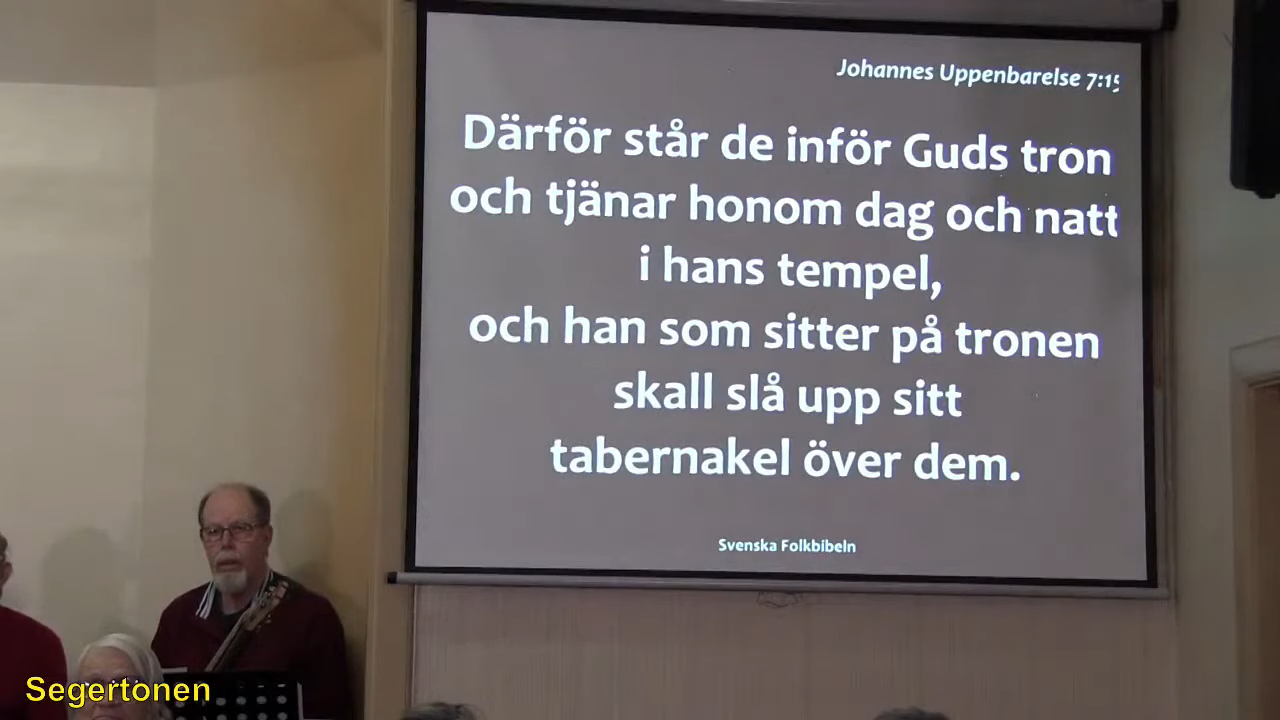 Johannes Uppenbarelse 7:15
Därför står de inför Guds tron
och tjänar honom dag och natt
i hans tempel,
och han som sitter på tronen
skall slå upp sitt
tabernakel över dem.
Svenska Folkbibeln
Segertonen